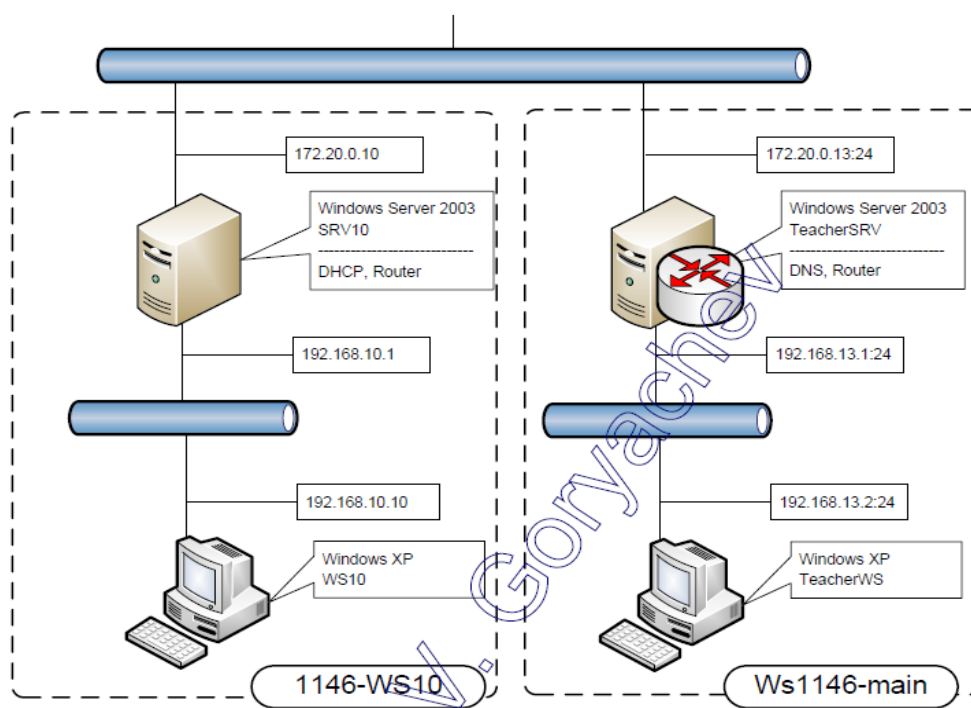 172.20.0.10
172.20.0.13:24
Windows Server 2003
SRV10
DHCP, Router
Windows Server 2003
TeacherSRV
DNS, Router
192.168.10.1
192.168.13.1:24
192.168.10.10
192.168.13.2:24
Windows XP
WS10
Windows XP
TeacherWS
1146-WS10
Ws1146-main
V. Goryachev